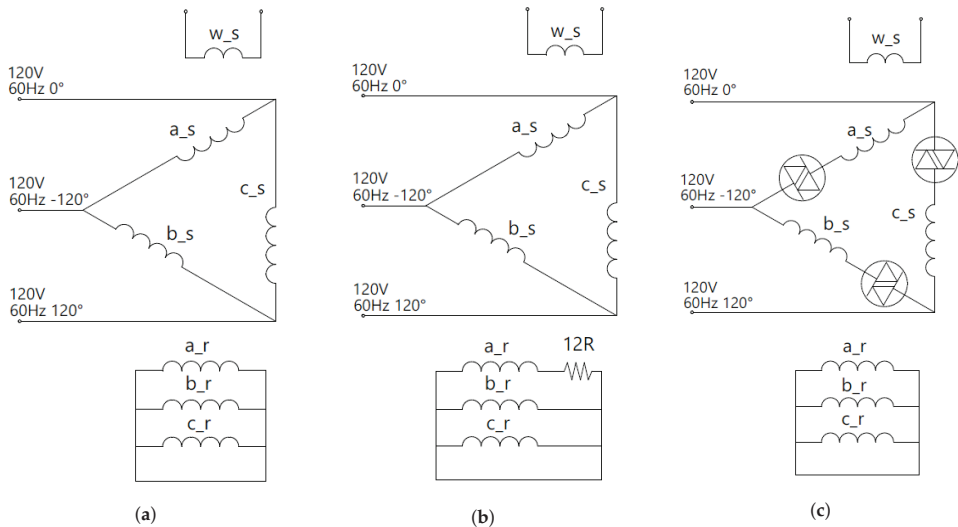 w_s
120V
60Hz 0°
a_s
120V
60Hz -120°
c_s
b_s
120V
60Hz 120°
a_r
b_r
c_r
(a)
w_s
120V
60Hz 0°
a_s
120V
60Hz -120°
c_s
b_s
120V
60Hz 120°
a_r
12R
b_r
c_r
(b)
w_s
120V
60Hz 0°
a_s
120V
60Hz -120°
c_s
b_s
120V
60Hz 120°
a_r
b_r
c_r
(c)